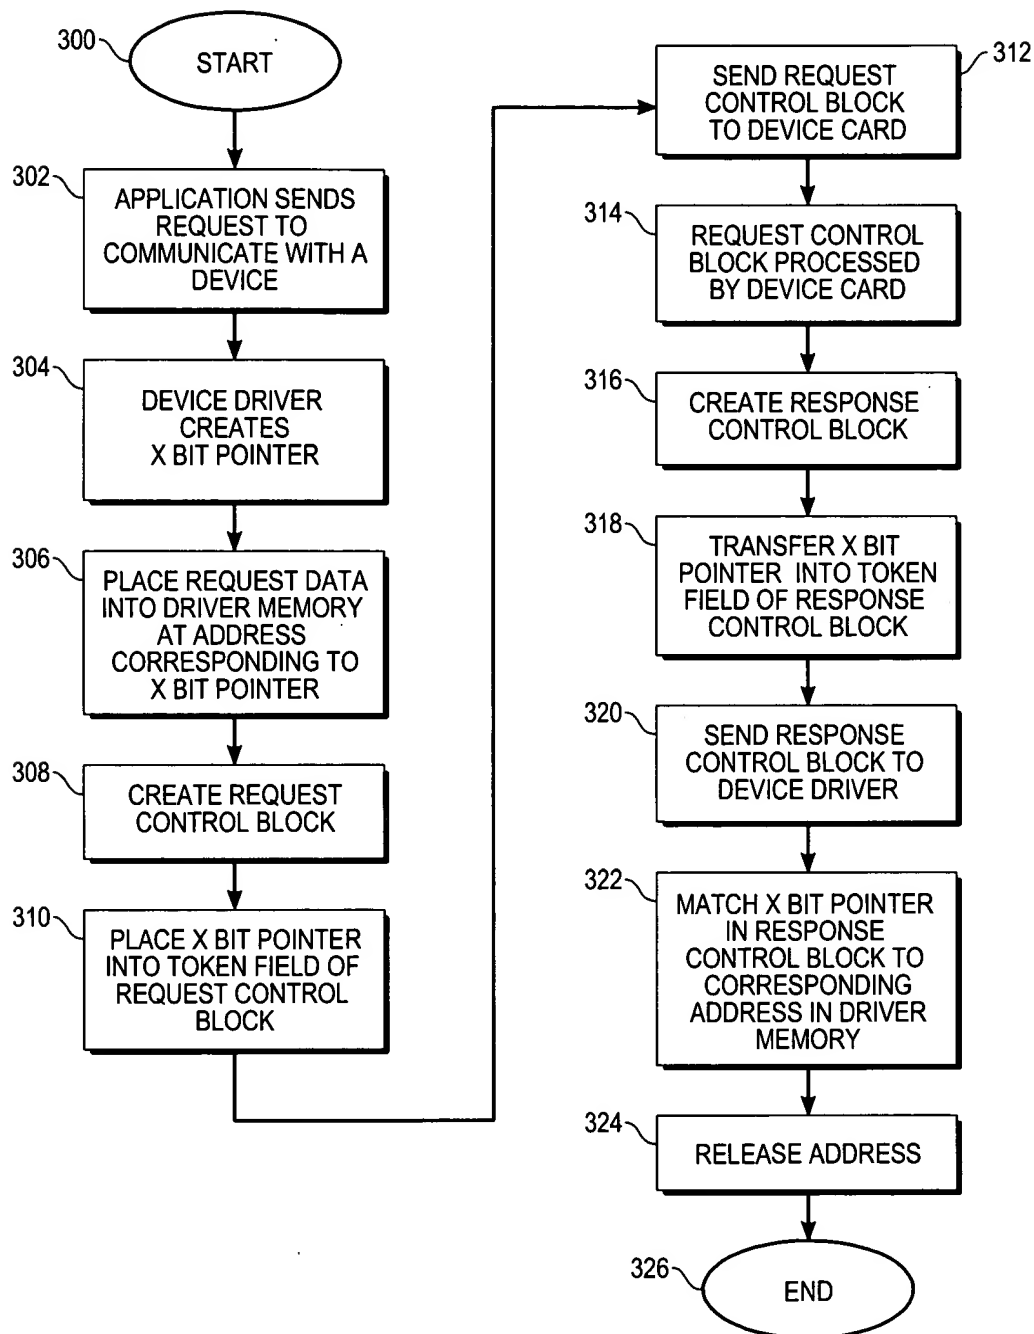 300
START
302
APPLICATION SENDS
REQUEST TO
COMMUNICATE WITH A
DEVICE
304
DEVICE DRIVER
CREATES
X BIT POINTER
306
PLACE REQUEST DATA
INTO DRIVER MEMORY
AT ADDRESS
CORRESPONDING TO
X BIT POINTER
308
CREATE REQUEST
CONTROL BLOCK
310
PLACE X BIT POINTER
INTO TOKEN FIELD OF
REQUEST CONTROL
BLOCK
312
SEND REQUEST
CONTROL BLOCK
TO DEVICE CARD
314
REQUEST CONTROL
BLOCK PROCESSED
BY DEVICE CARD
316
CREATE RESPONSE
CONTROL BLOCK
318
TRANSFER X BIT
POINTER INTO TOKEN
FIELD OF RESPONSE
CONTROL BLOCK
320
SEND RESPONSE
CONTROL BLOCK TO
DEVICE DRIVER
322
MATCH X BIT POINTER
IN RESPONSE
CONTROL BLOCK TO
CORRESPONDING
ADDRESS IN DRIVER
MEMORY
324
RELEASE ADDRESS
326
END